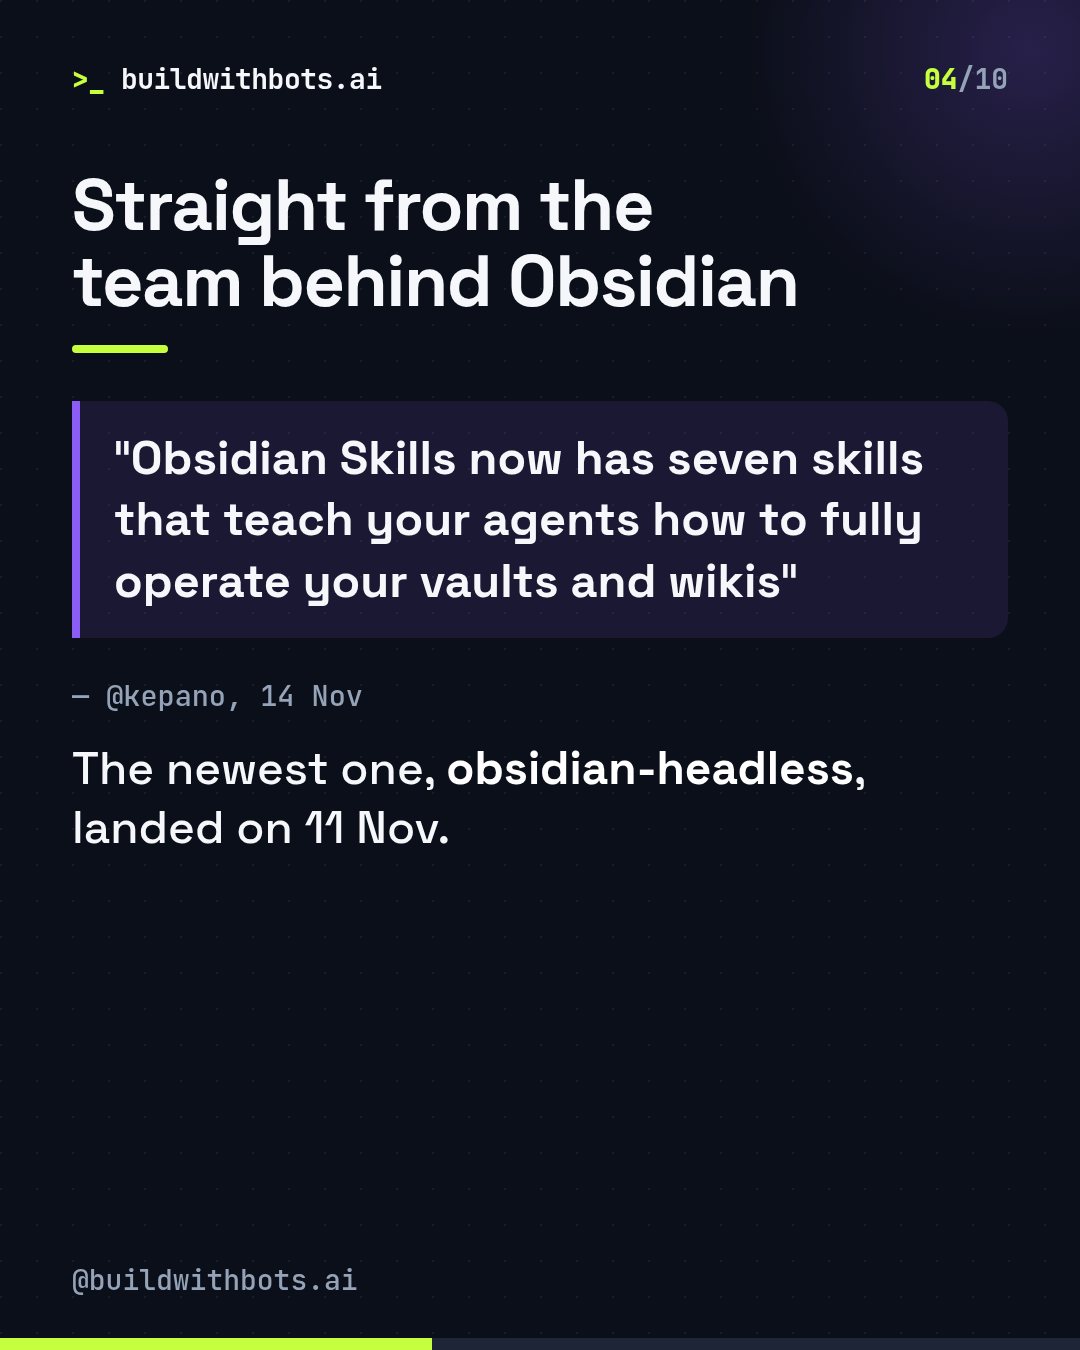 >_ buildwithbots.ai
04/10
Straight from the
team behind Obsidian
"Obsidian Skills now has seven skills
that teach your agents how to fully
operate your vaults and wikis"
— @kepano, 14 Nov
The newest one, obsidian-headless,
landed on 11 Nov.
@buildwithbots.ai